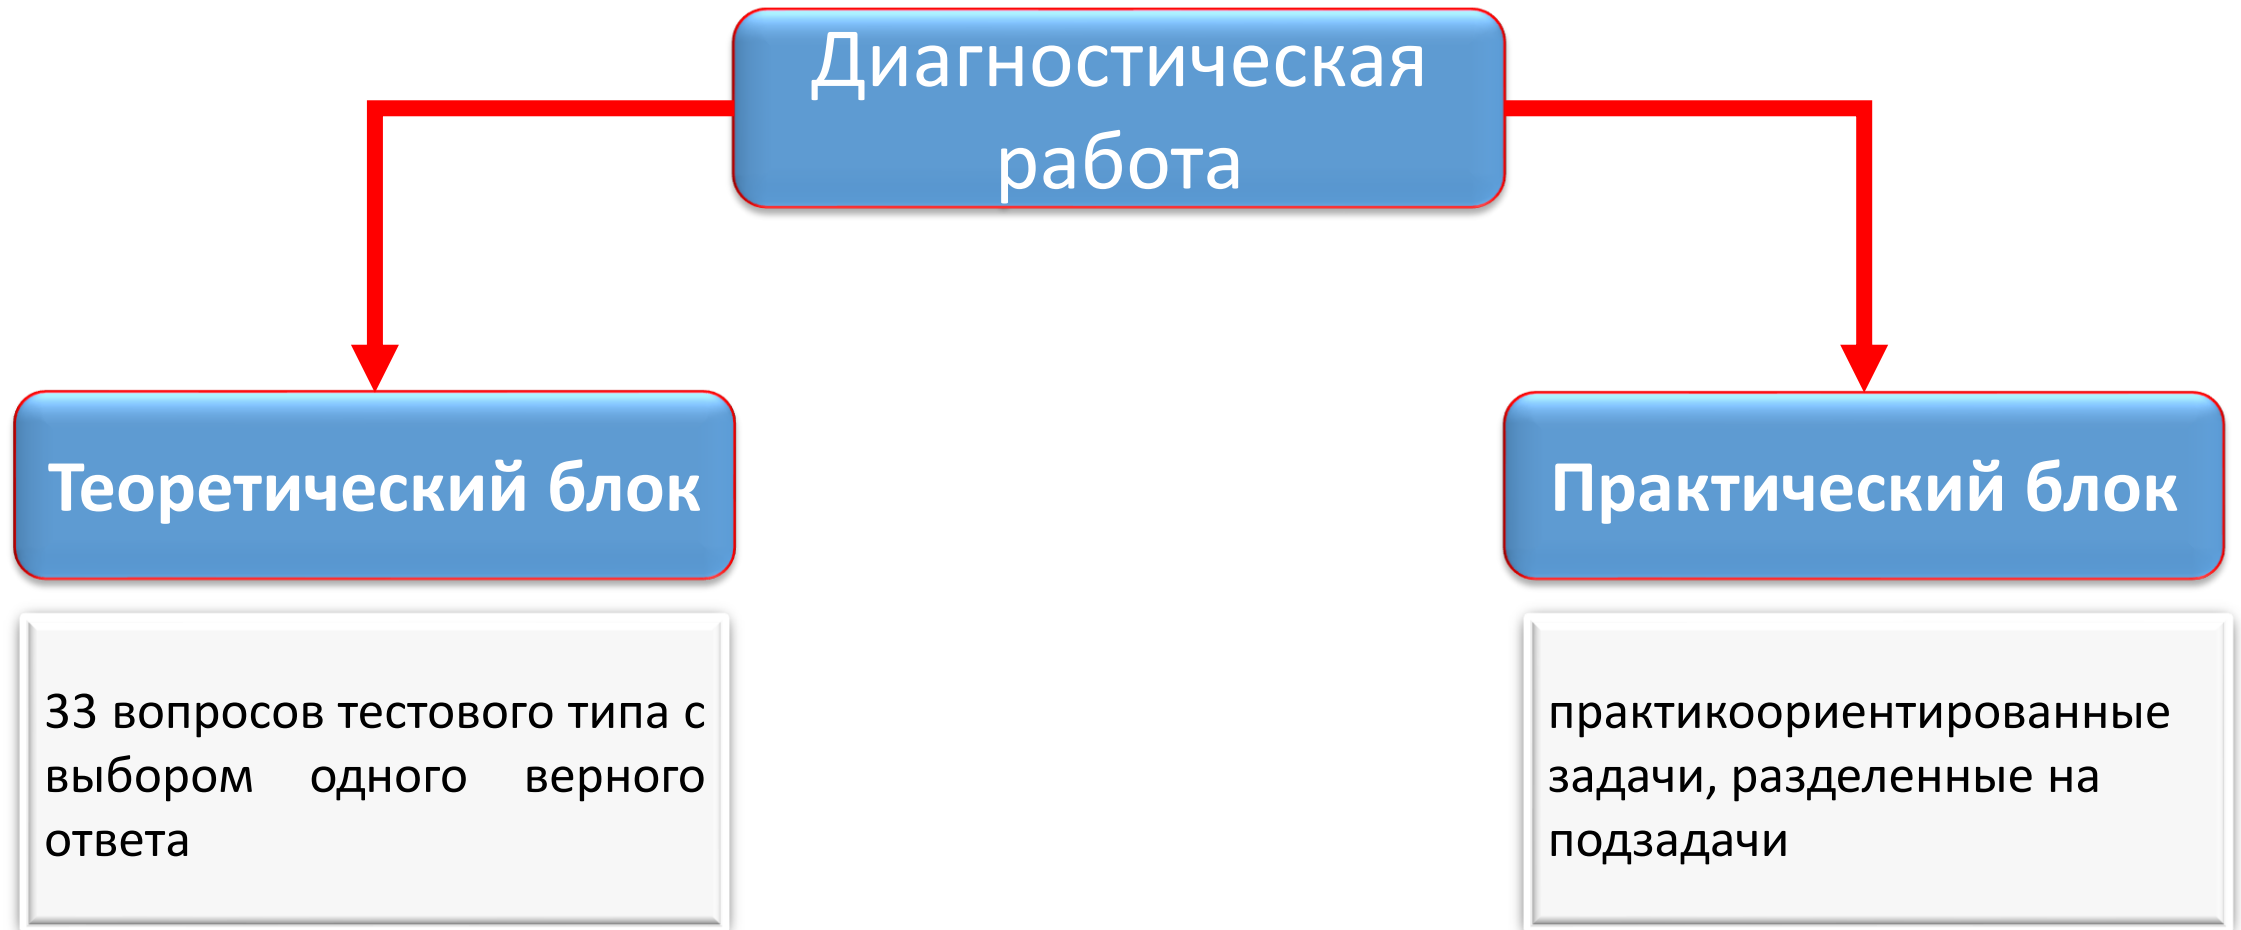 Диагностическая
работа
Теоретический блок
33 вопросов тестового типа с
выбором одного верного
ответа
Практический блок
практикоориентированные
задачи, разделенные на
подзадачи